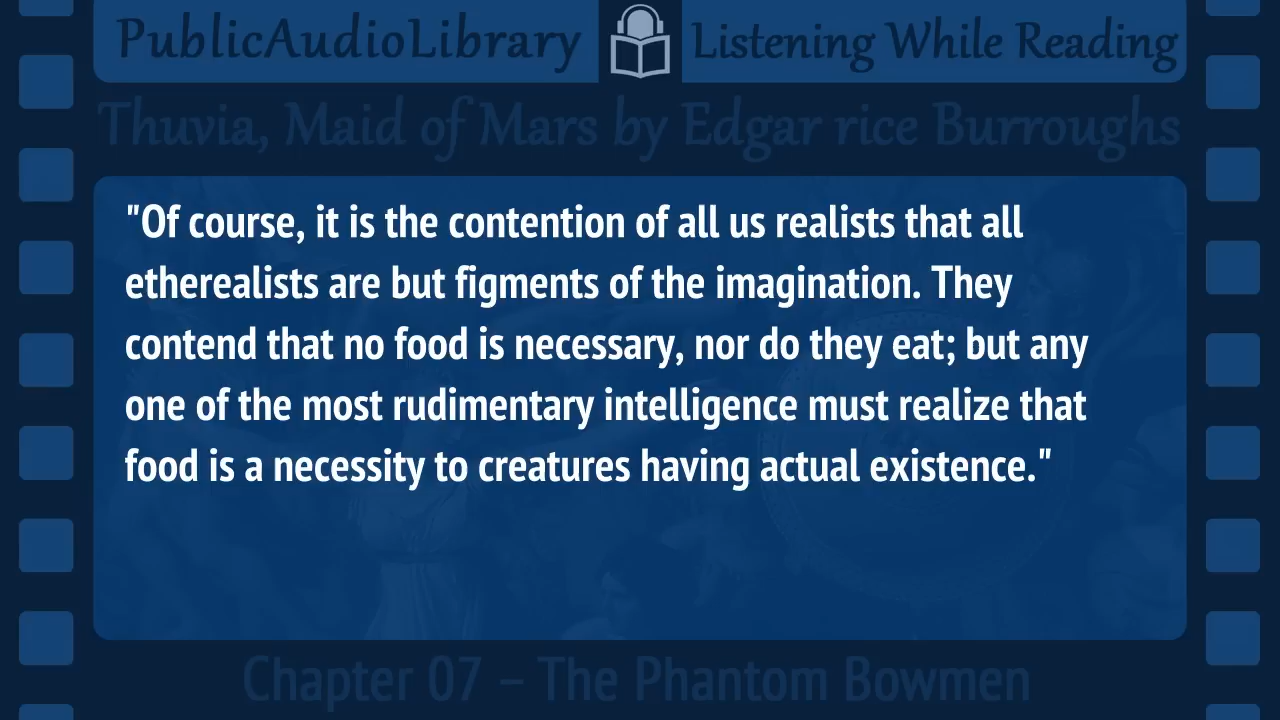 PublicAudioLibrary Listening While Reading
Thuvia, Maid of Mars by Edgar rice Burroughs
"Of course, it is the contention of all us realists that all
etherealists are but figments of the imagination. They
contend that no food is necessary, nor do they eat; but any
one of the most rudimentary intelligence must realize that
food is a necessity to creatures having actual existence."
Chapter 07 – The Phantom Bowmen